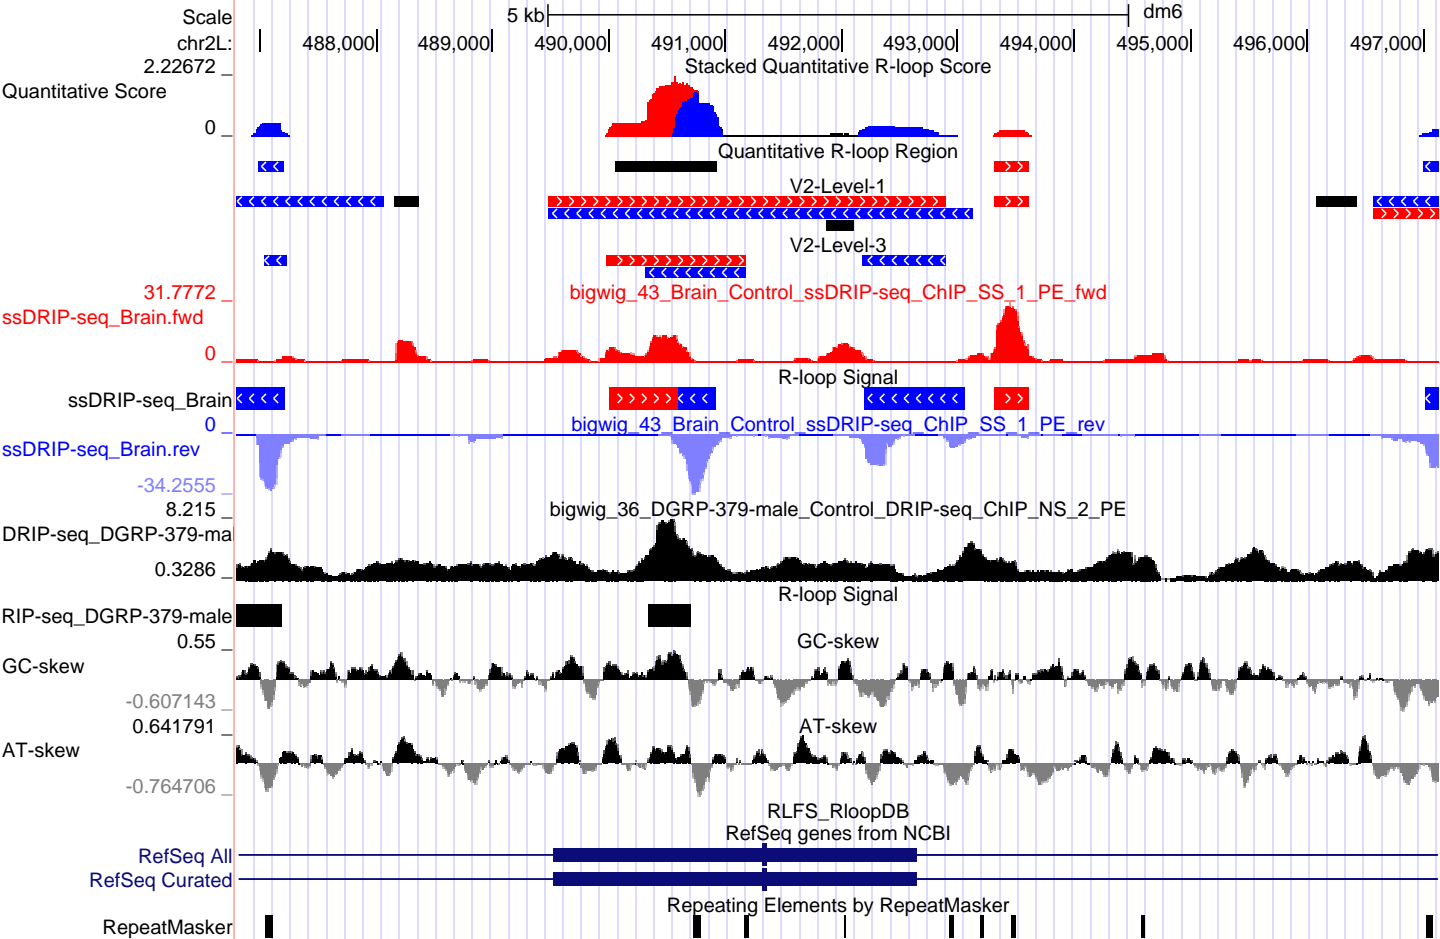 Scale 5 kb dm6
chr2L: 488,000 489,000 490,000 491,000 492,000 493,000 494,000 495,000 496,000 497,000
2.22672 _ Stacked Quantitative R-loop Score
Quantitative Score
0 _
Quantitative R-loop Region
V2-Level-1
V2-Level-3
31.7772 _ bigwig_43_Brain_Control_ssDRIP-seq_ChIP_SS_1_PE_fwd
ssDRIP-seq_Brain.fwd
0 _
R-loop Signal
ssDRIP-seq_Brain
0 _ bigwig_43_Brain_Control_ssDRIP-seq_ChIP_SS_1_PE_rev
ssDRIP-seq_Brain.rev
-34.2555 _
8.215 _ bigwig_36_DGRP-379-male_Control_DRIP-seq_ChIP_NS_2_PE
DRIP-seq_DGRP-379-ma
0.3286 _
R-loop Signal
RIP-seq_DGRP-379-male
0.55 _ GC-skew
GC-skew
-0.607143 _
0.641791 _ AT-skew
AT-skew
-0.764706 _
RLFS_RloopDB
RefSeq genes from NCBI
RefSeq All
RefSeq Curated
Repeating Elements by RepeatMasker
RepeatMasker